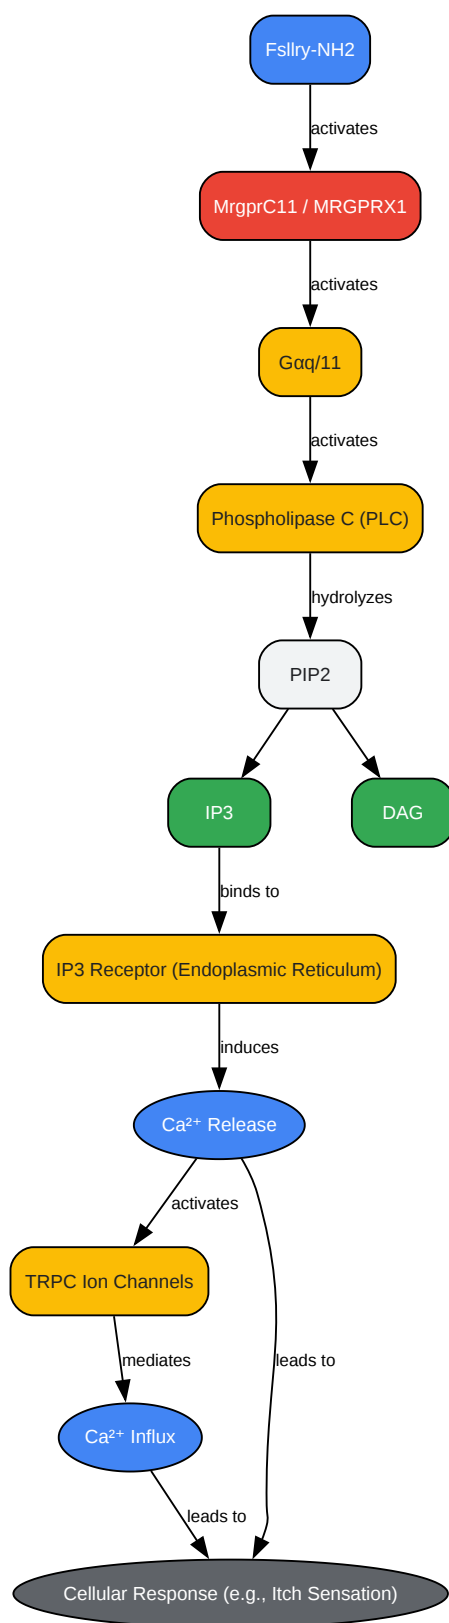 Fsllry-NH2
activates
MrgprC11 / MRGPRX1
activates
Gαq/11
activates
Phospholipase C (PLC)
hydrolyzes
PIP2
IP3
DAG
binds to
IP3 Receptor (Endoplasmic Reticulum)
induces
Ca²⁺ Release
activates
TRPC Ion Channels
mediates
leads to
Ca²⁺ Influx
leads to
Cellular Response (e.g., Itch Sensation)